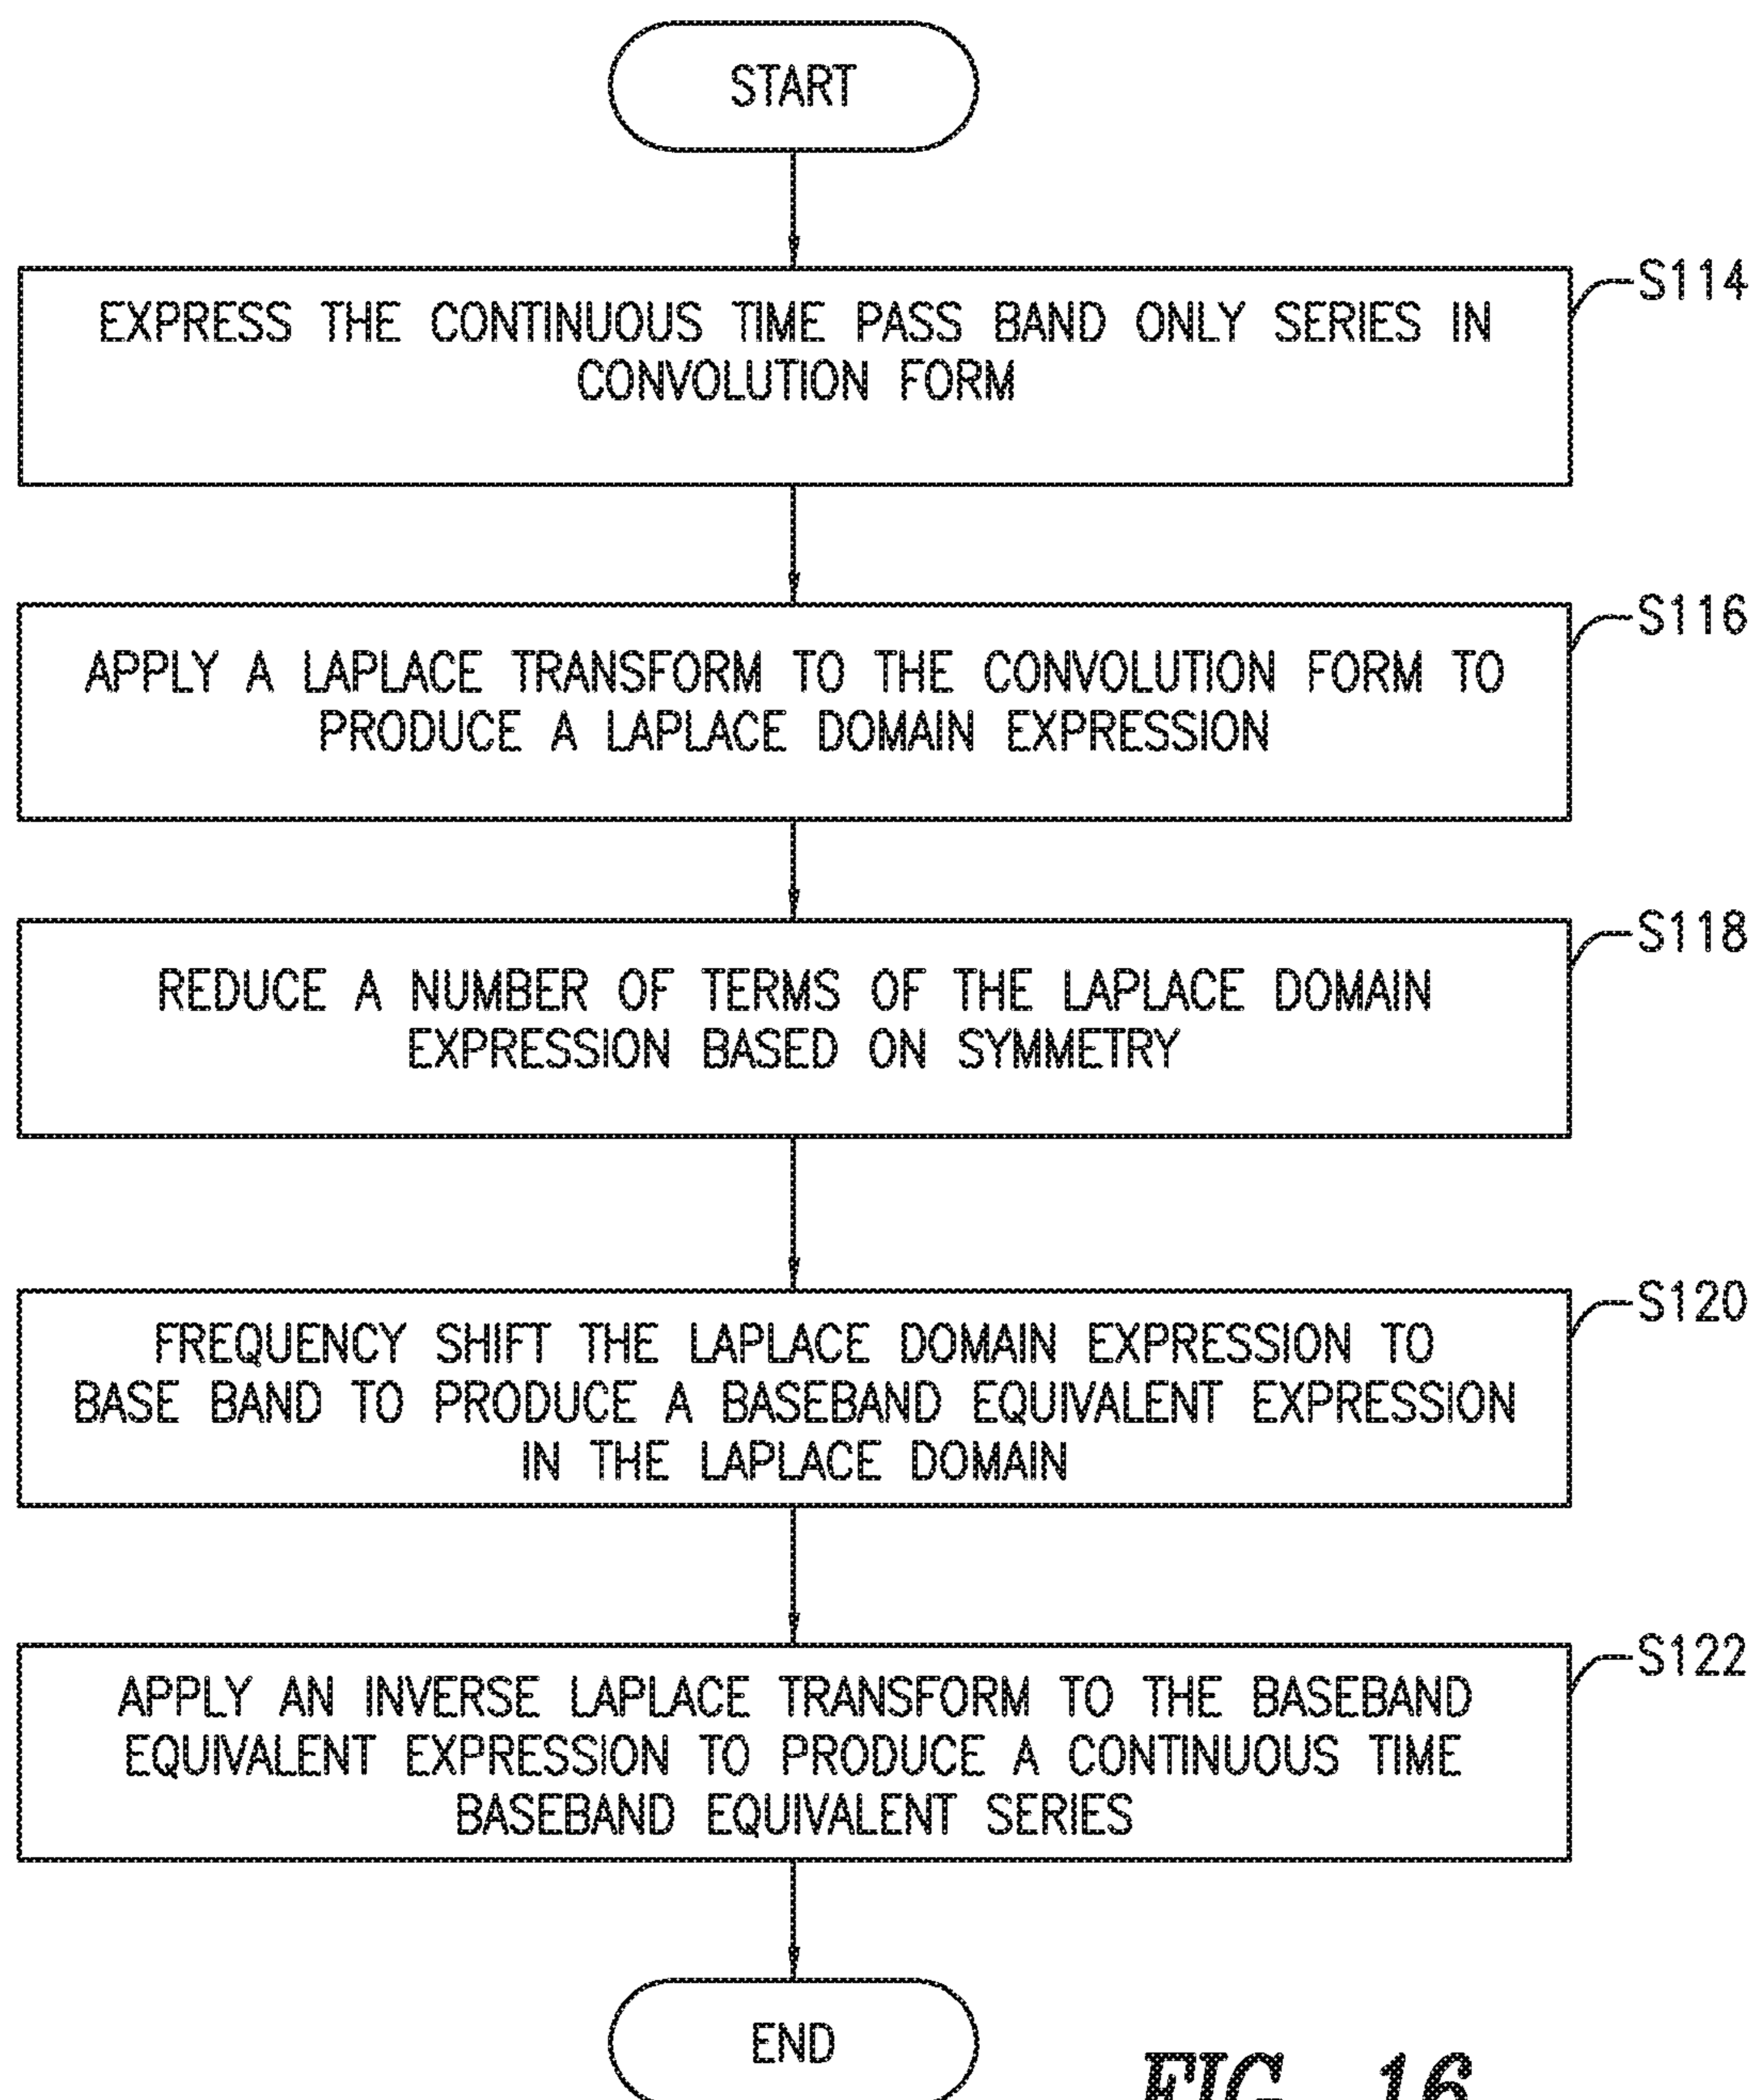 START
S114
EXPRESS THE CONTINUOUS TIME PASS BAND ONLY SERIES IN
CONVOLUTION FORM
S116
APPLY A LAPLACE TRANSFORM TO THE CONVOLUTION FORM TO
PRODUCE A LAPLACE DOMAIN EXPRESSION
S118
REDUCE A NUMBER OF TERMS OF THE LAPLACE DOMAIN
EXPRESSION BASED ON SYMMETRY
S120
FREQUENCY SHIFT THE LAPLACE DOMAIN EXPRESSION TO
BASE BAND TO PRODUCE A BASEBAND EQUIVALENT EXPRESSION
IN THE LAPLACE DOMAIN
S122
APPLY AN INVERSE LAPLACE TRANSFORM TO THE BASEBAND
EQUIVALENT EXPRESSION TO PRODUCE A CONTINUOUS TIME
BASEBAND EQUIVALENT SERIES
END
FIG. 16